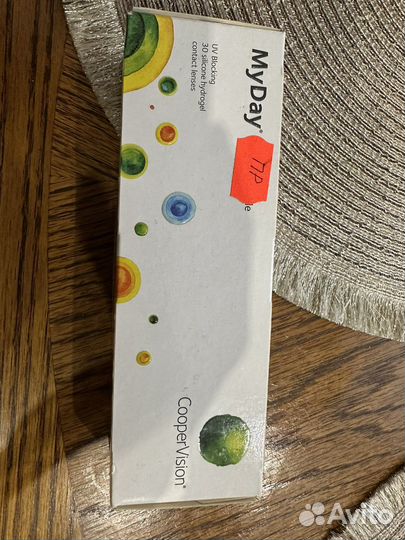 MyDay®
UV Blocking
30 silicone hydrogel
contact lenses
CooperVision®
Avito